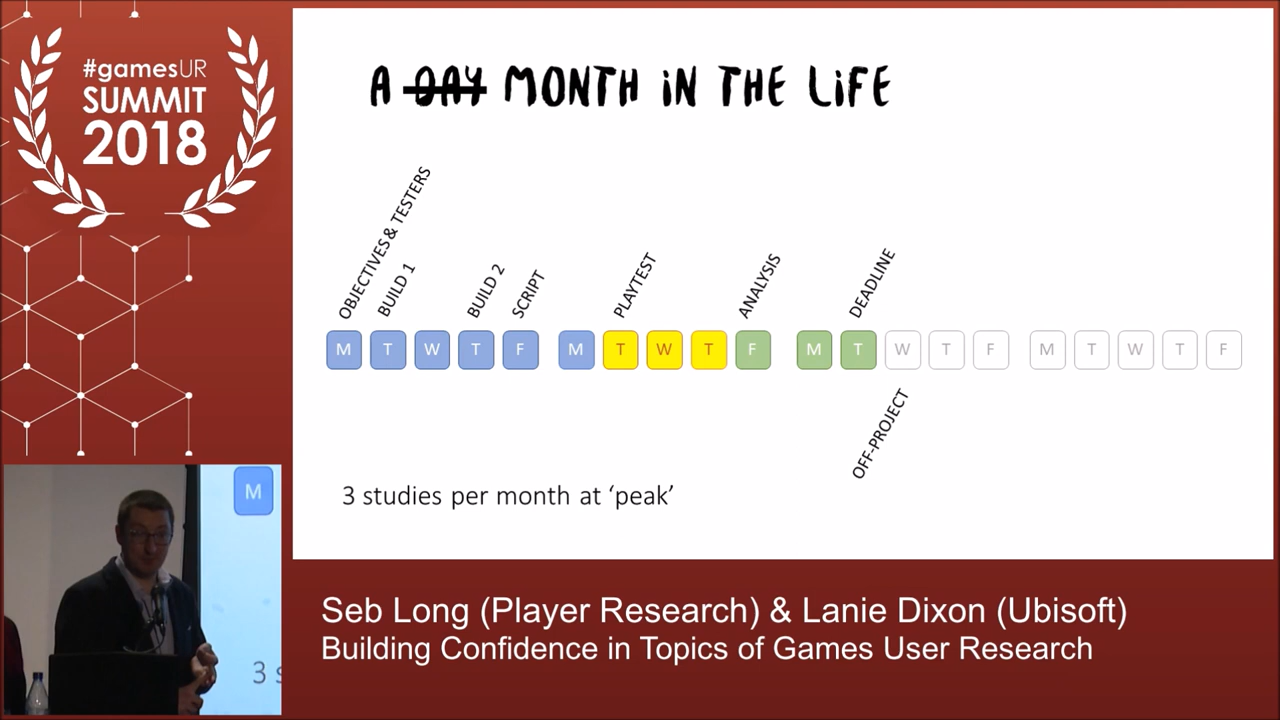 #gamesUR
SUMMIT
2018
A DAY MONTH IN THE LIFE
OBJECTIVES & TESTERS
BUILD 1
BUILD 2
SCRIPT
PLAYTEST
ANALYSIS
DEADLINE
M T W T F M T W T F M T W T F M T W T F
OFF-PROJECT
3 studies per month at ‘peak’
M
3 s
Seb Long (Player Research) & Lanie Dixon (Ubisoft)
Building Confidence in Topics of Games User Research